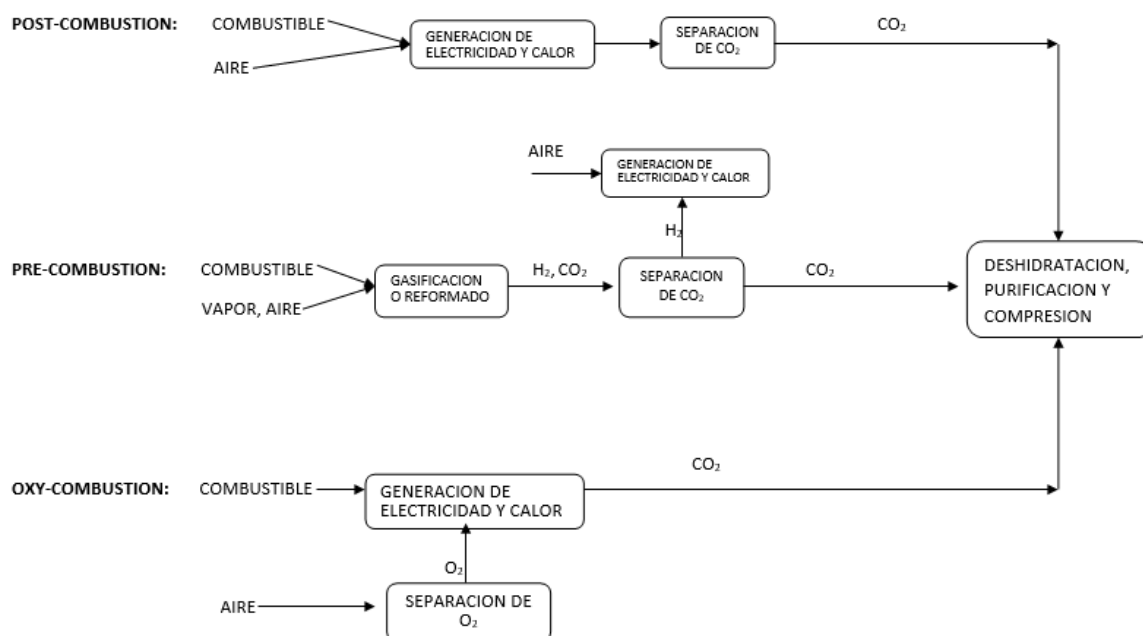 POST-COMBUSTION:
COMBUSTIBLE
AIRE
GENERACION DE
ELECTRICIDAD Y CALOR
SEPARACION
DE CO₂
CO₂
AIRE
GENERACION DE
ELECTRICIDAD Y CALOR
H₂
PRE-COMBUSTION:
COMBUSTIBLE
VAPOR, AIRE
GASIFICACION
O REFORMADO
H₂, CO₂
SEPARACION
DE CO₂
CO₂
DESHIDRATACION,
PURIFICACION Y
COMPRESION
OXY-COMBUSTION:
COMBUSTIBLE
GENERACION DE
ELECTRICIDAD Y CALOR
CO₂
O₂
AIRE
SEPARACION DE
O₂